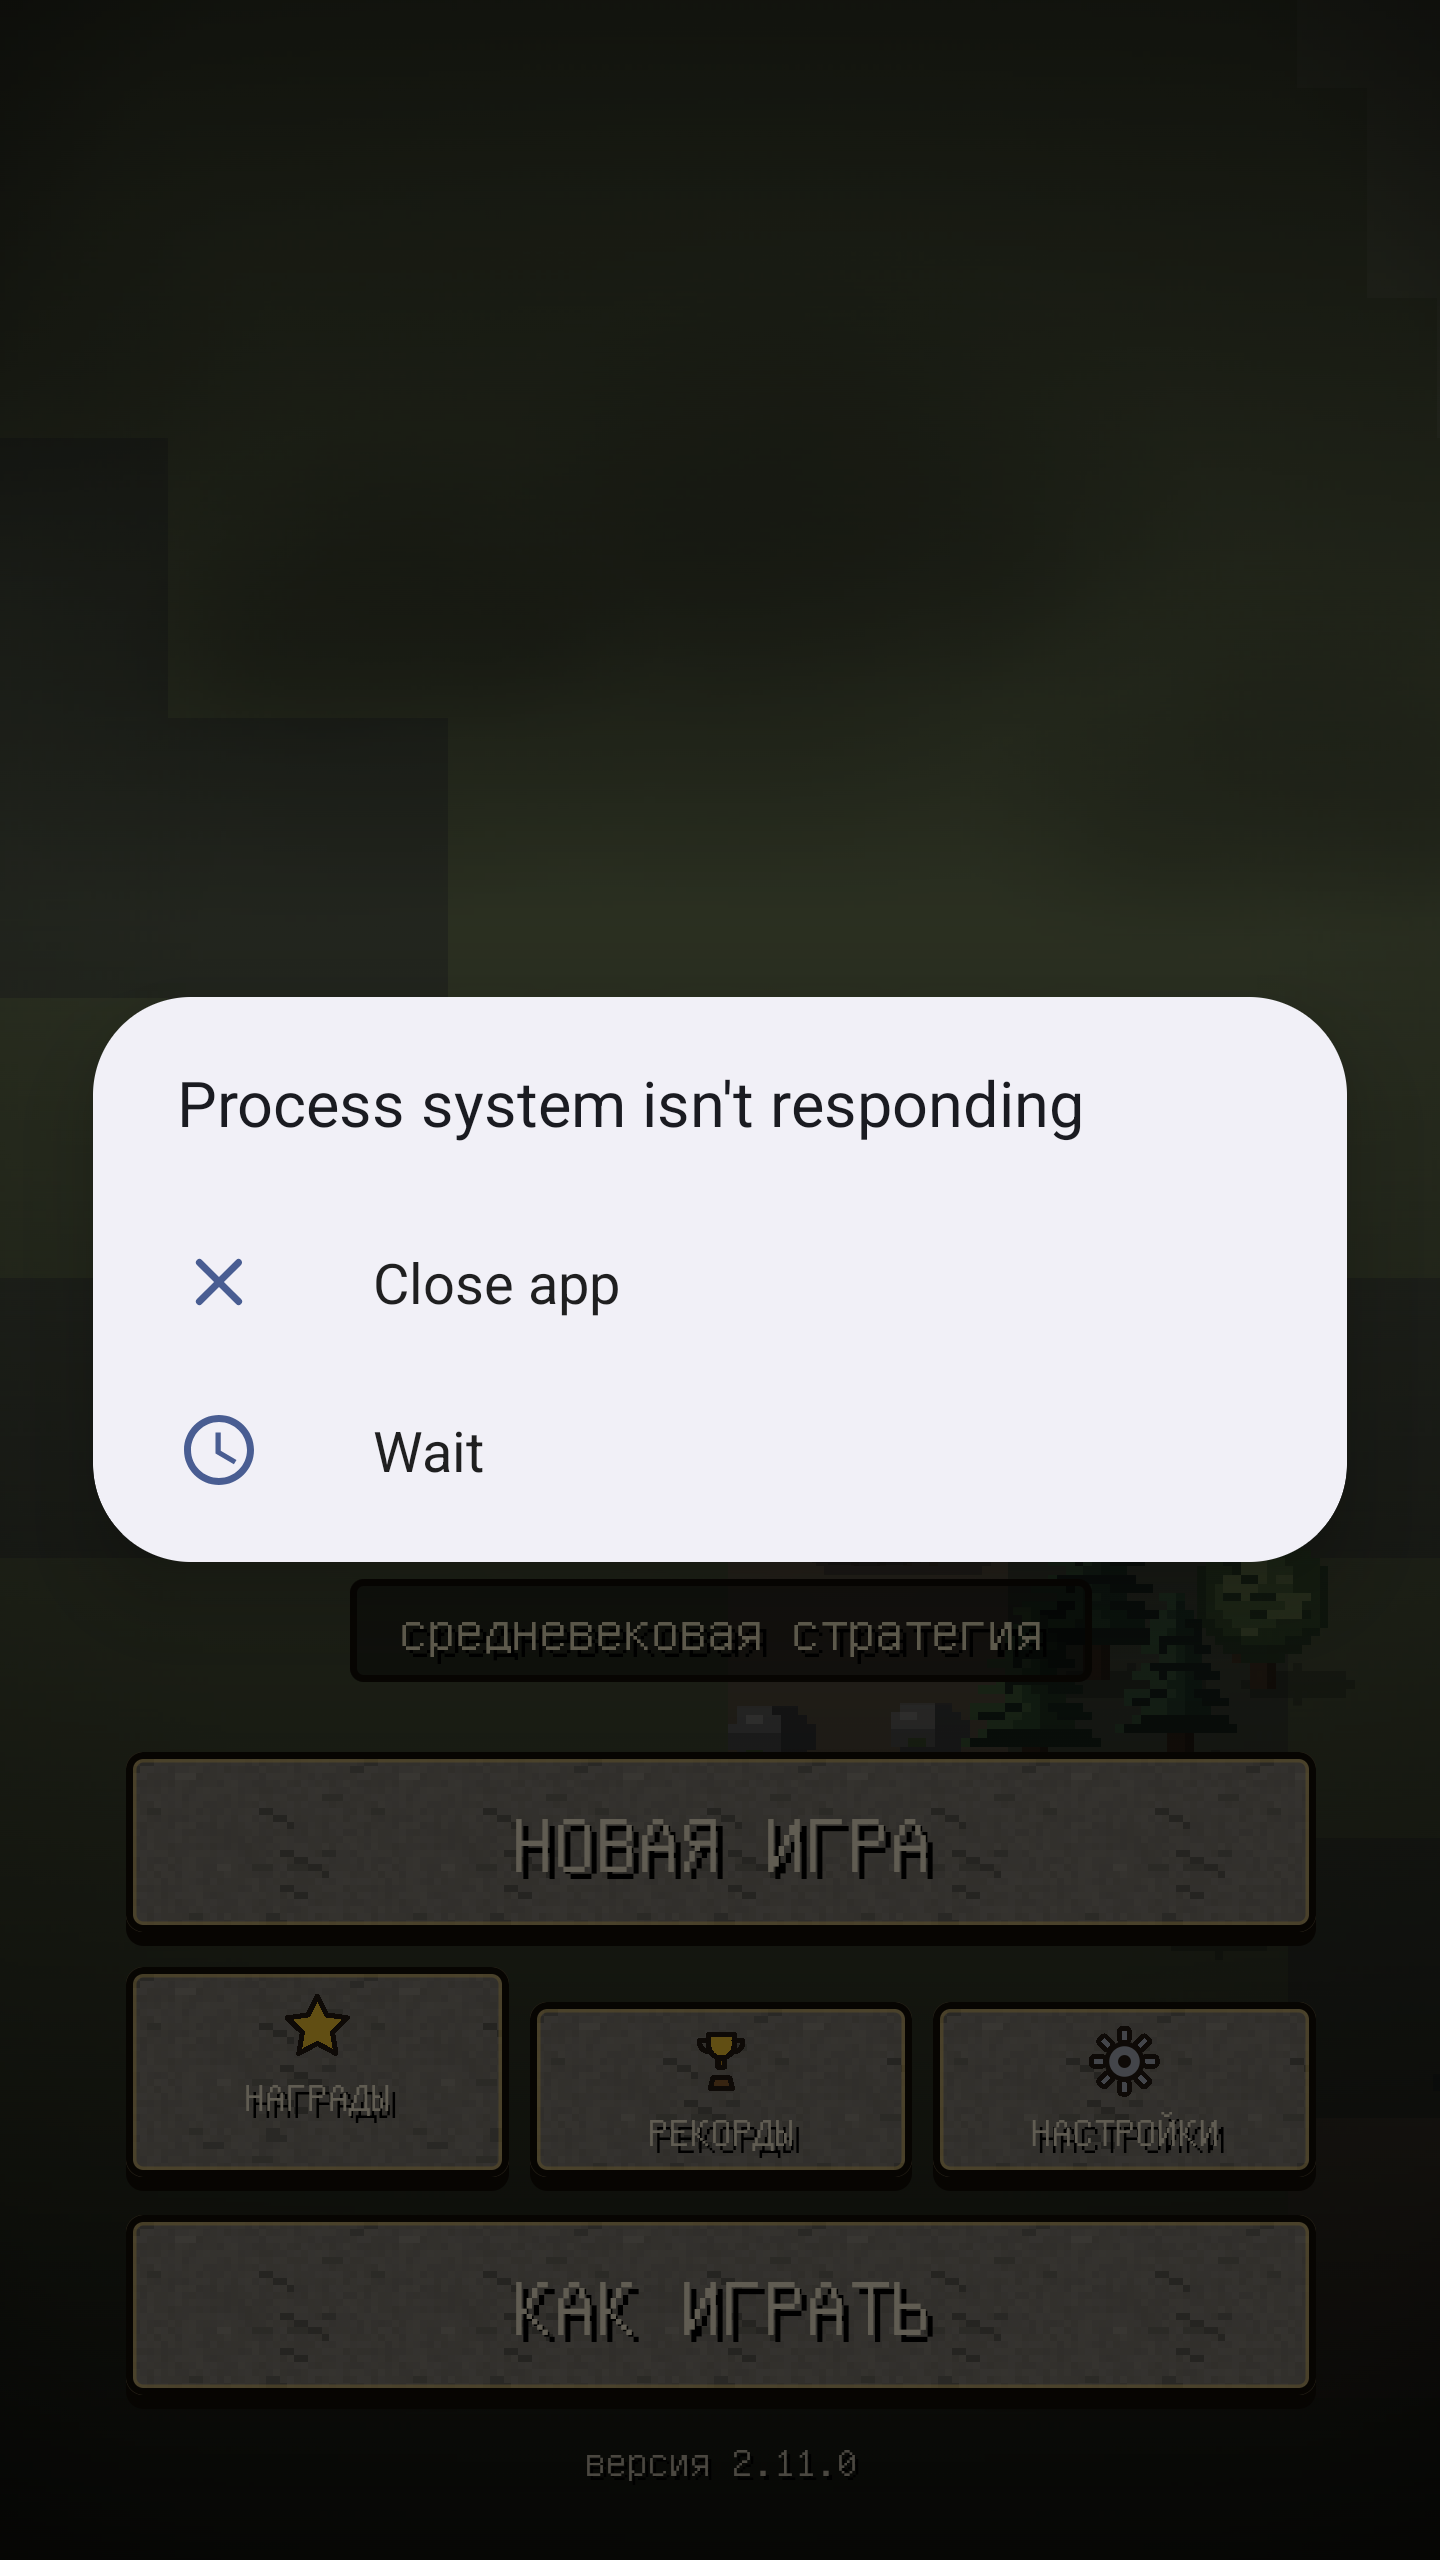 Process system isn't responding
Close app
Wait
средневековая стратегия
НОВАЯ ИГРА
НАГРАДЫ
РЕКОРДЫ
НАСТРОЙКИ
КАК ИГРАТЬ
версия 2.11.0